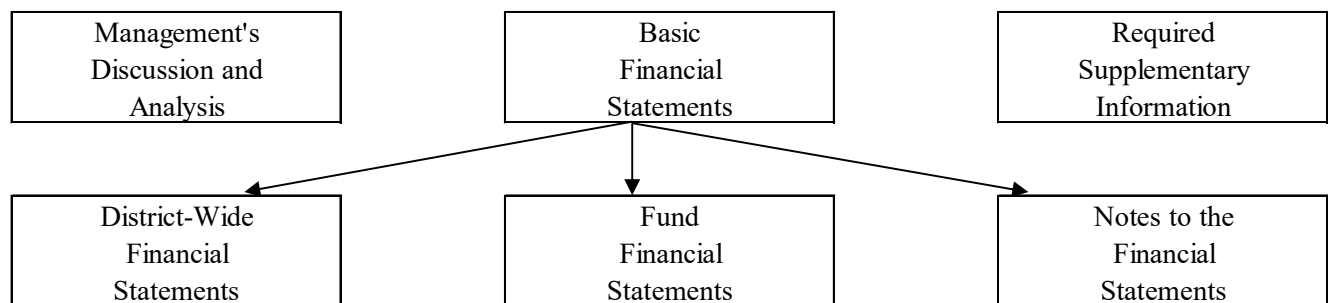 Management's
Discussion and
Analysis
Basic
Financial
Statements
Required
Supplementary
Information
District-Wide
Financial
Statements
Fund
Financial
Statements
Notes to the
Financial
Statements